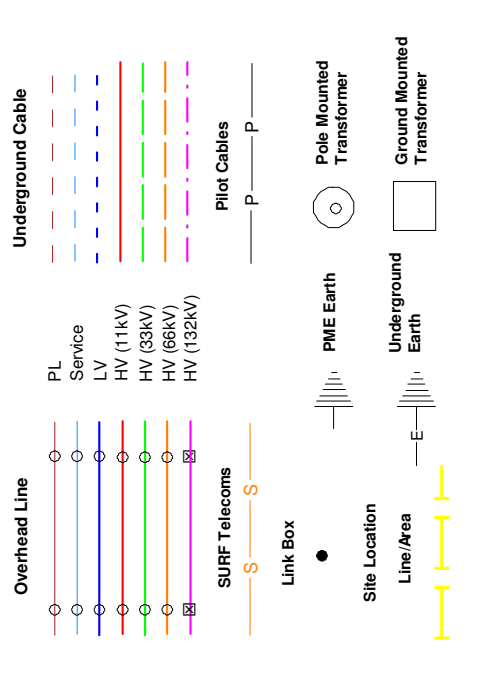 Overhead Line
Underground Cable
PL
Service
LV
HV (11kV)
HV (33kV)
HV (66kV)
HV (132kV)
SURF Telecoms
S
S
Pilot Cables
P
P
Link Box
PME Earth
Pole Mounted
Transformer
Site Location
Line/Area
E
Underground
Earth
Ground Mounted
Transformer